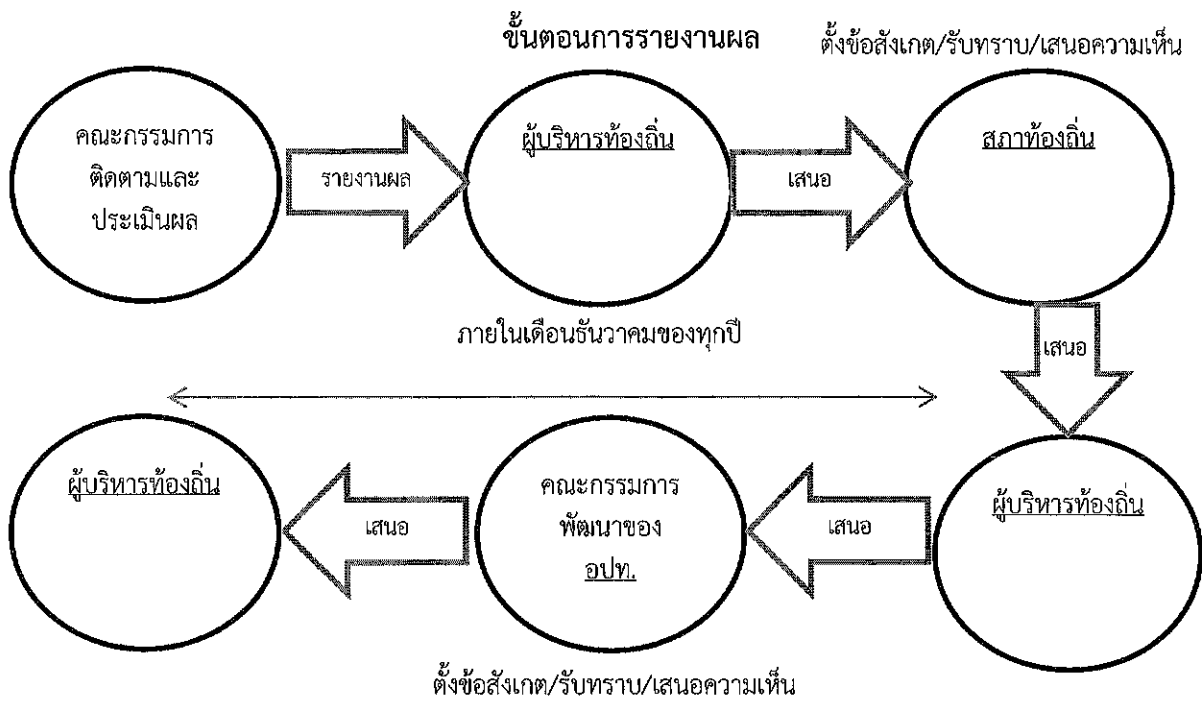 ขั้นตอนการรายงานผล
ตั้งข้อสังเกต/รับทราบ/เสนอความเห็น
คณะกรรมการ
ติดตามและ
ประเมินผล
รายงานผล
ผู้บริหารท้องถิ่น
เสนอ
สภาท้องถิ่น
ภายในเดือนธันวาคมของทุกปี
เสนอ
ผู้บริหารท้องถิ่น
เสนอ
คณะกรรมการ
พัฒนาของ
อปท.
เสนอ
ผู้บริหารท้องถิ่น
ตั้งข้อสังเกต/รับทราบ/เสนอความเห็น